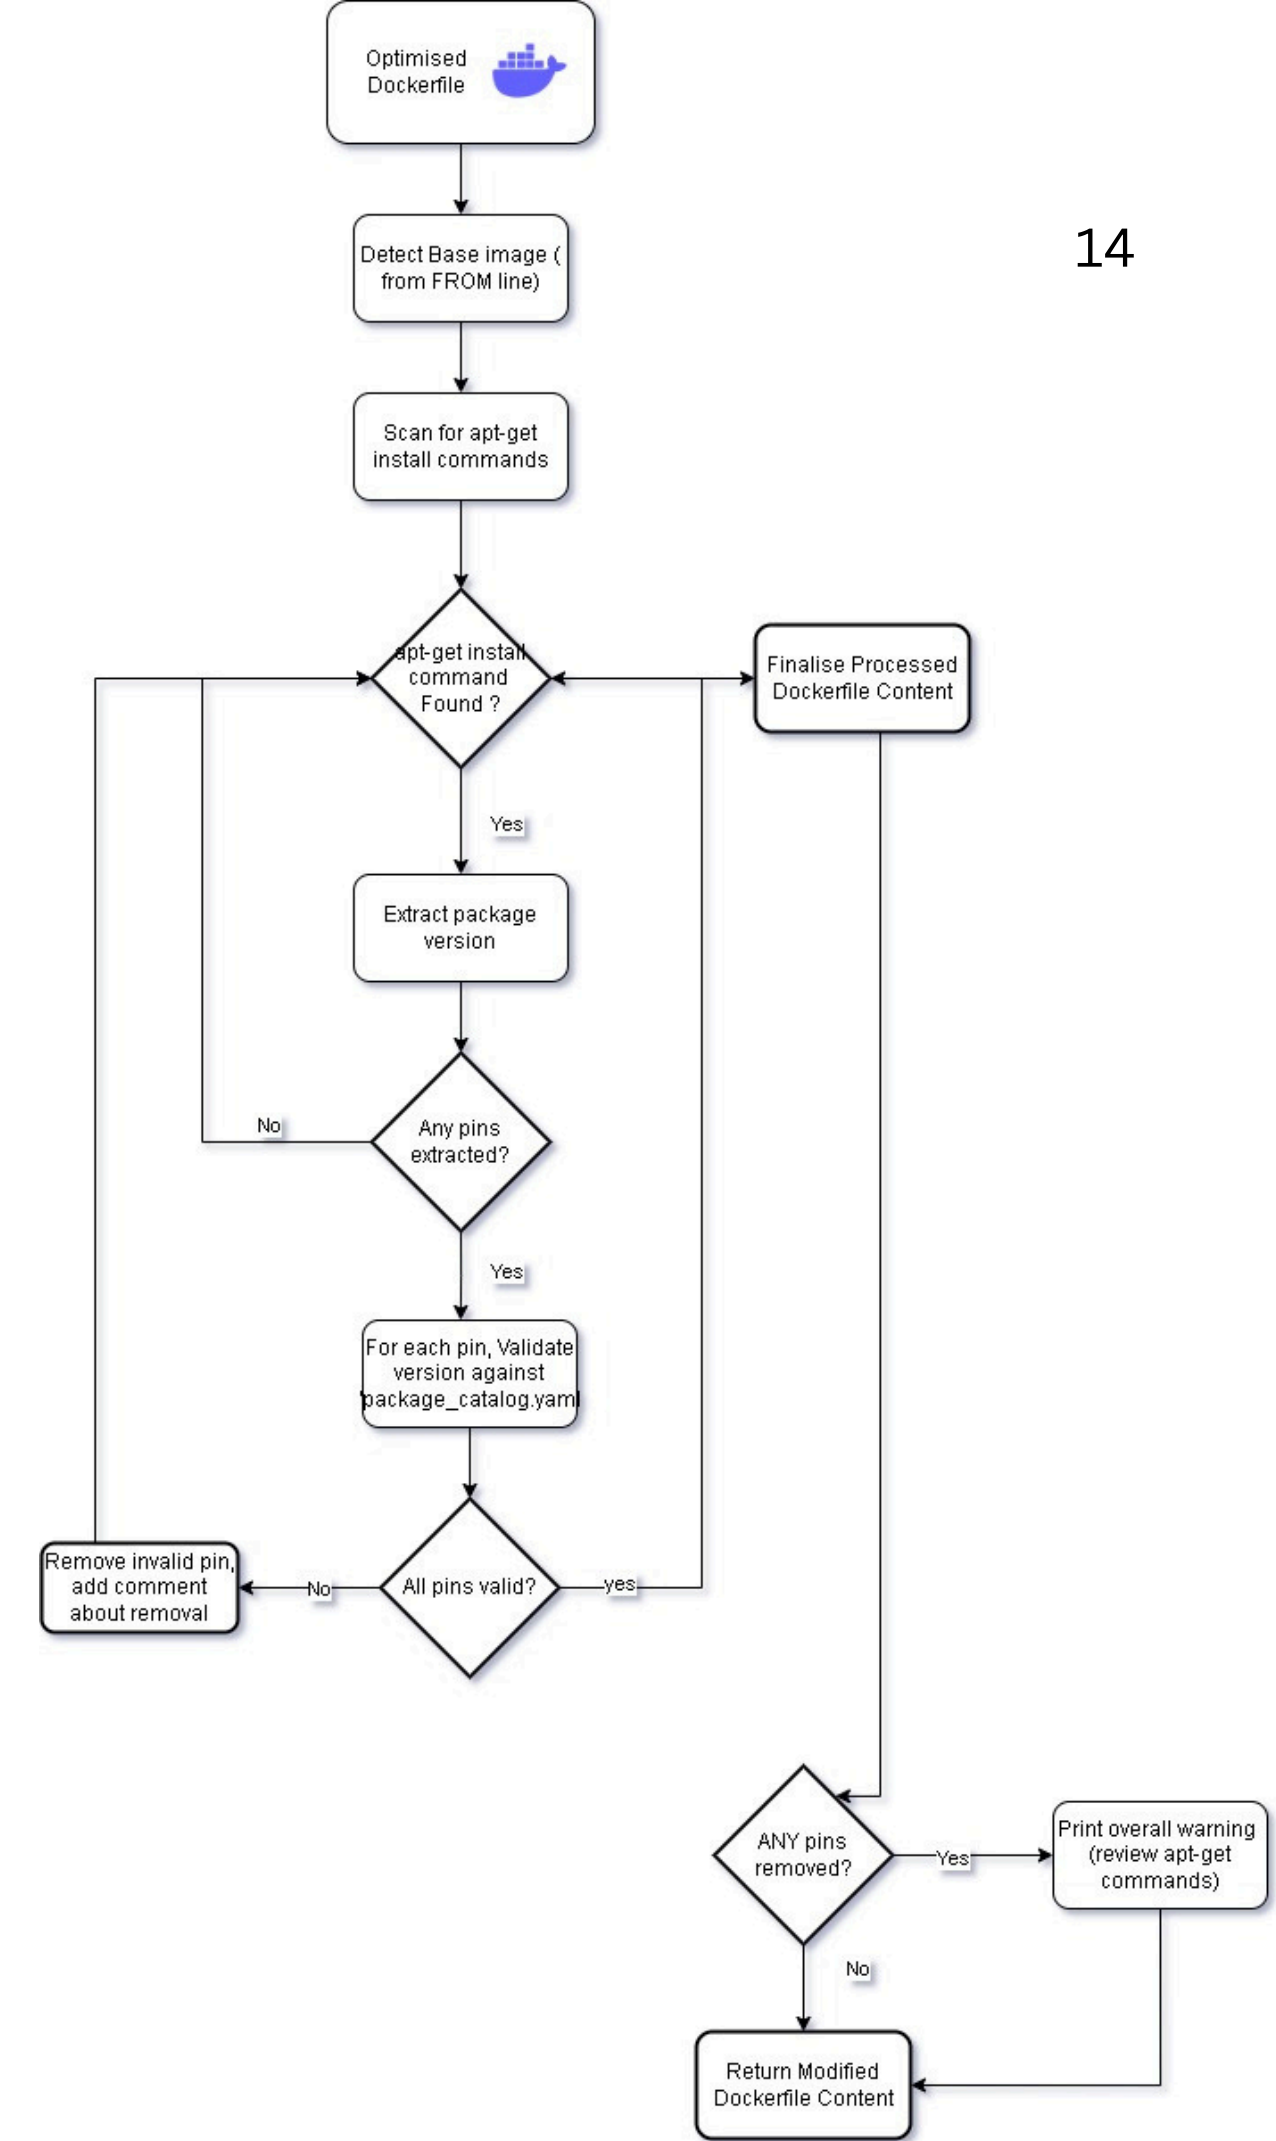 Optimised
Dockerfile
Detect Base image (
from FROM line)
14
Scan for apt-get
install commands
apt-get install
command
Found ?
Finalise Processed
Dockerfile Content
Yes
Extract package
version
No
Any pins
extracted?
Yes
For each pin, Validate
version against
'package_catalog.yaml
Remove invalid pin,
add comment
about removal
No
All pins valid?
yes
ANY pins
removed?
Yes
Print overall warning
(review apt-get
commands)
No
Return Modified
Dockerfile Content